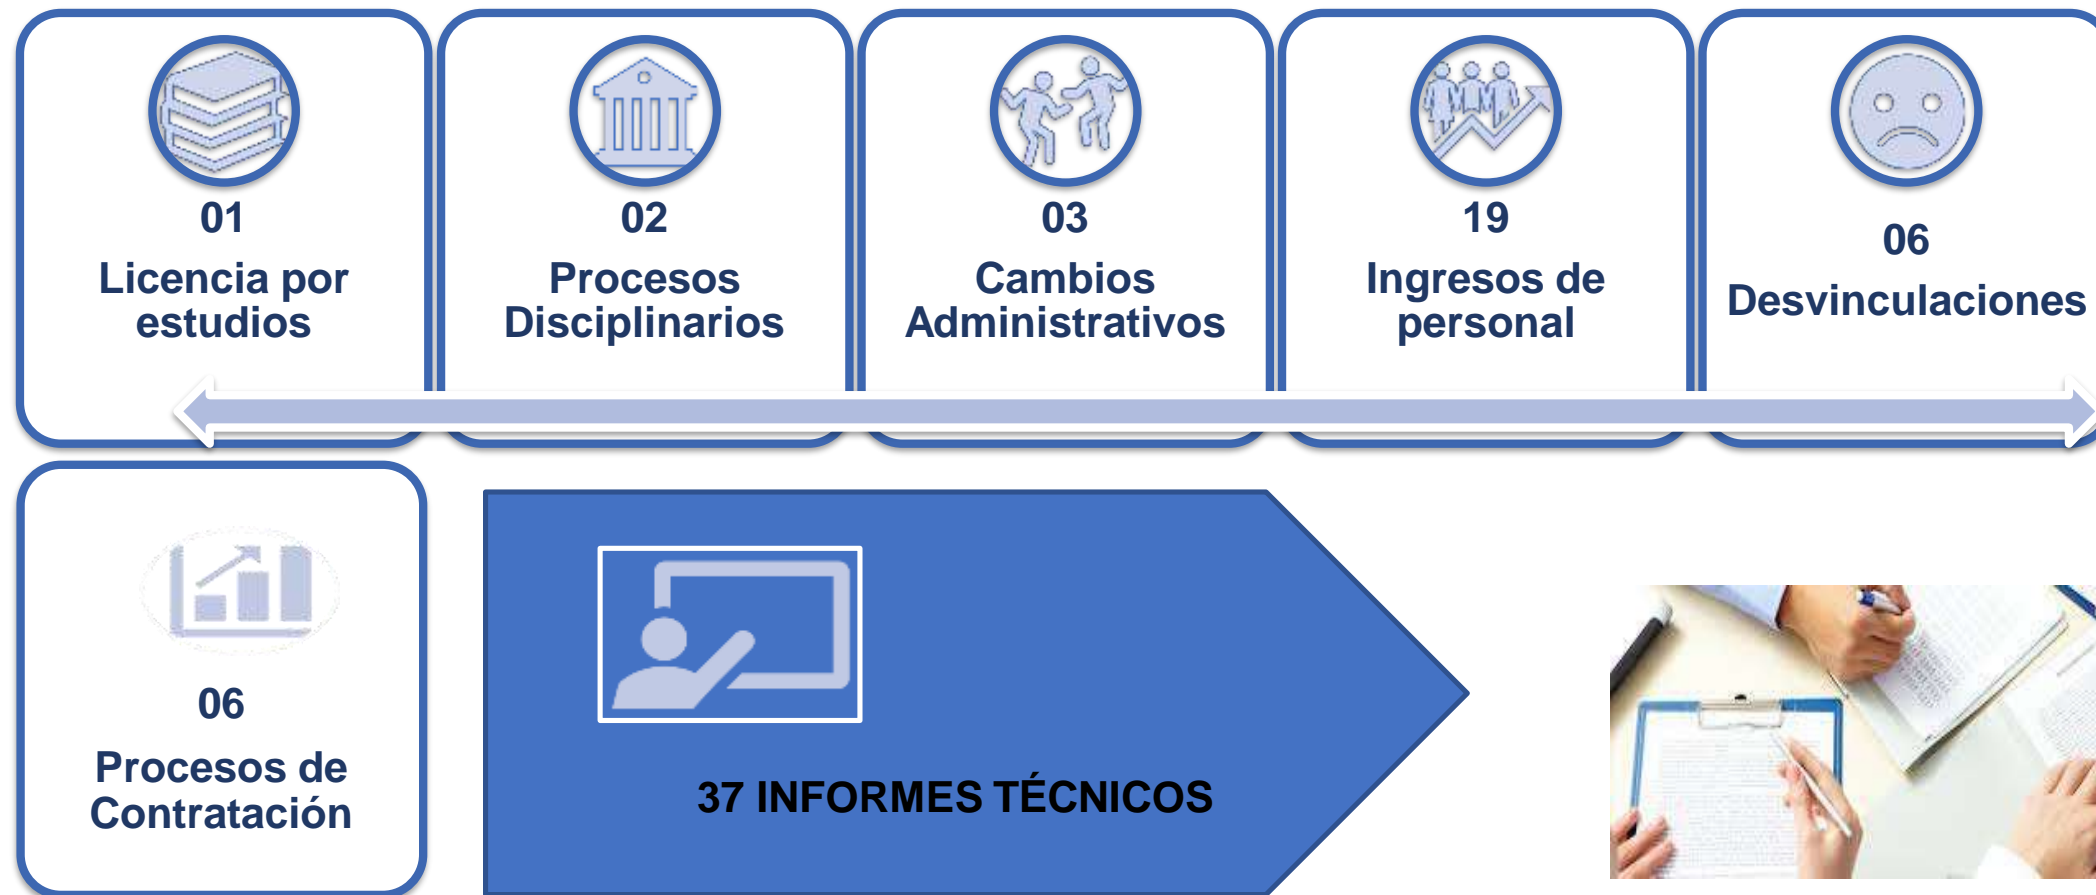 01
Licencia por
estudios
02
Procesos
Disciplinarios
03
Cambios
Administrativos
19
Ingresos de
personal
06
Desvinculaciones
06
Procesos de
Contratación
37 INFORMES TÉCNICOS